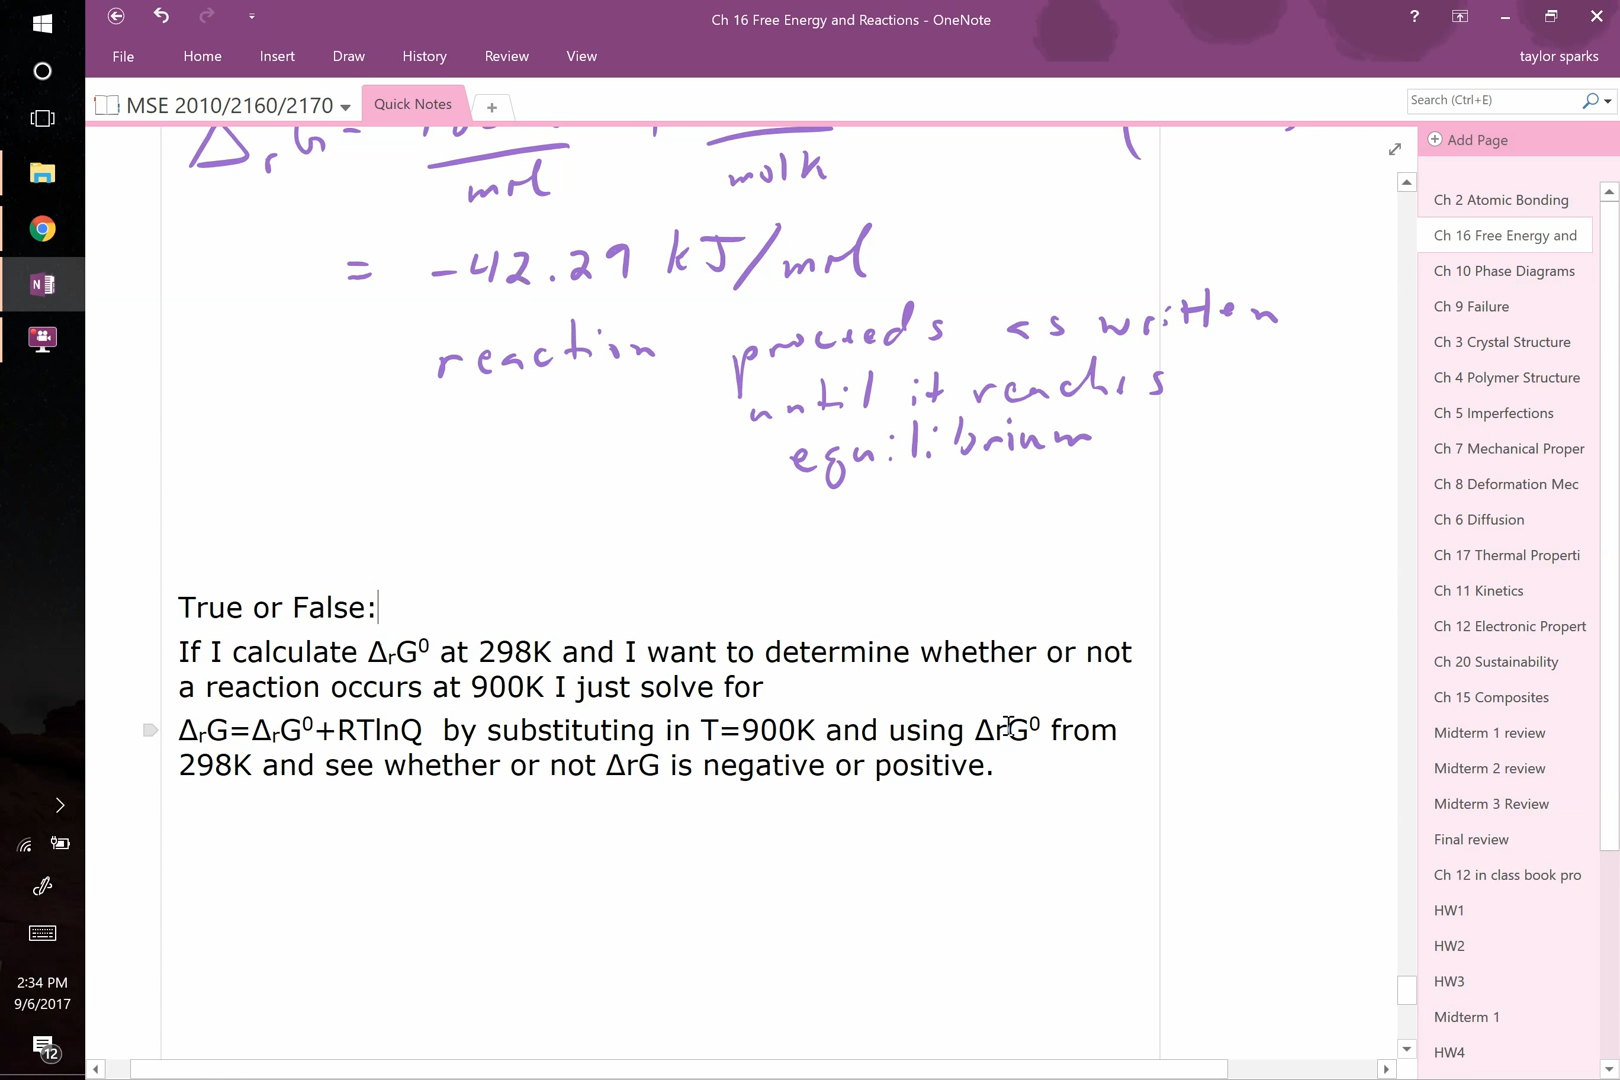 Ch 16 Free Energy and Reactions - OneNote
?
File Home Insert Draw History Review View
taylor sparks
MSE 2010/2160/2170
Quick Notes
+
Search (Ctrl+E)
Add Page
Ch 2 Atomic Bonding
Ch 16 Free Energy and
Ch 10 Phase Diagrams
Ch 9 Failure
Ch 3 Crystal Structure
Ch 4 Polymer Structure
Ch 5 Imperfections
Ch 7 Mechanical Proper
Ch 8 Deformation Mec
Ch 6 Diffusion
Ch 17 Thermal Properti
Ch 11 Kinetics
Ch 12 Electronic Propert
Ch 20 Sustainability
Ch 15 Composites
Midterm 1 review
Midterm 2 review
Midterm 3 Review
Final review
Ch 12 in class book pro
HW1
HW2
HW3
Midterm 1
HW4
ΔrG =
mol molK
= -42.29 kJ/mol
reaction proceeds as written
until it reaches
equilibrium
True or False:
If I calculate ΔᵣG⁰ at 298K and I want to determine whether or not
a reaction occurs at 900K I just solve for
ΔᵣG=ΔᵣG⁰+RTlnQ by substituting in T=900K and using ΔrG⁰ from
298K and see whether or not ΔrG is negative or positive.
2:34 PM
9/6/2017
12